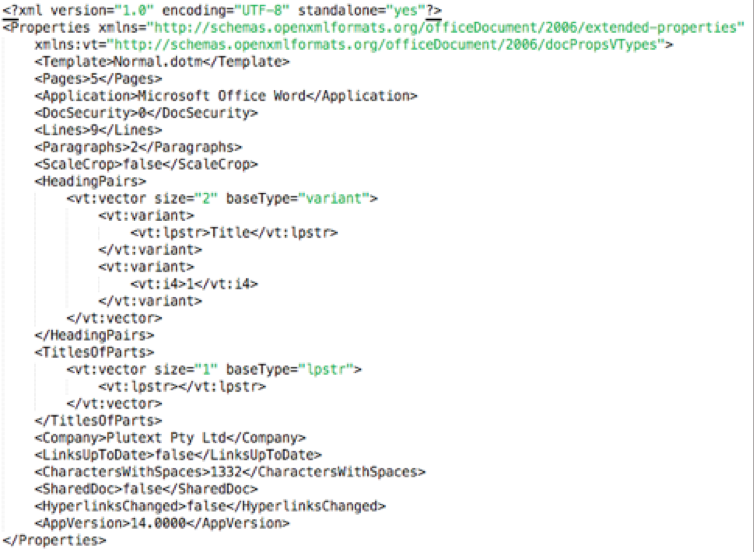 <?xml version="1.0" encoding="UTF-8" standalone="yes"?>
<Properties xmlns="http://schemas.openxmlformats.org/officeDocument/2006/extended-properties"
    xmlns:vt="http://schemas.openxmlformats.org/officeDocument/2006/docPropsVTypes">
    <Template>Normal.dotm</Template>
    <Pages>5</Pages>
    <Application>Microsoft Office Word</Application>
    <DocSecurity>0</DocSecurity>
    <Lines>9</Lines>
    <Paragraphs>2</Paragraphs>
    <ScaleCrop>false</ScaleCrop>
    <HeadingPairs>
        <vt:vector size="2" baseType="variant">
            <vt:variant>
                <vt:lpstr>Title</vt:lpstr>
            </vt:variant>
            <vt:variant>
                <vt:i4>1</vt:i4>
            </vt:variant>
        </vt:vector>
    </HeadingPairs>
    <TitlesOfParts>
        <vt:vector size="1" baseType="lpstr">
            <vt:lpstr></vt:lpstr>
        </vt:vector>
    </TitlesOfParts>
    <Company>Plutext Pty Ltd</Company>
    <LinksUpToDate>false</LinksUpToDate>
    <CharactersWithSpaces>1332</CharactersWithSpaces>
    <SharedDoc>false</SharedDoc>
    <HyperlinksChanged>false</HyperlinksChanged>
    <AppVersion>14.0000</AppVersion>
</Properties>